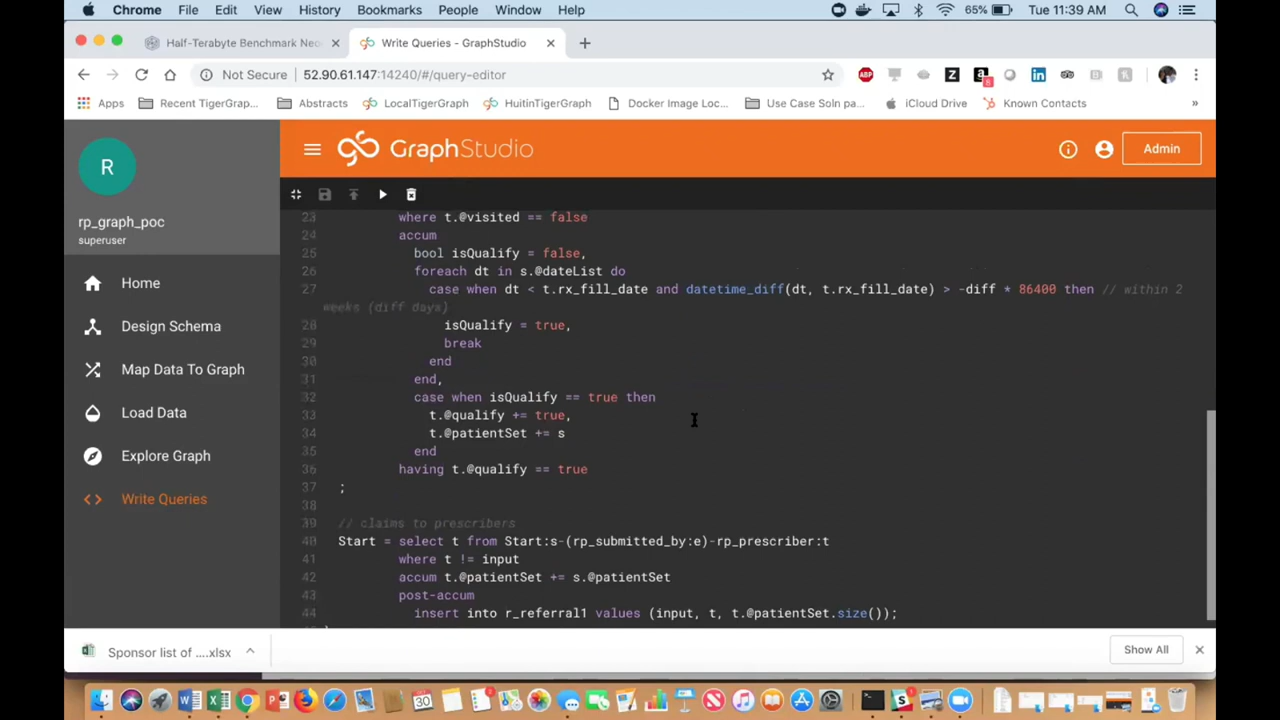 Chrome File Edit View History Bookmarks People Window Help 65% Tue 11:39 AM
Half-Terabyte Benchmark Neo Write Queries - GraphStudio
Not Secure 52.90.61.147:14240/#/query-editor ABP Z a 8
Apps Recent TigerGrap... Abstracts LocalTigerGraph HuitinTigerGraph Docker Image Loc... Use Case Soln pa... iCloud Drive Known Contacts »
R
rp_graph_poc
superuser
Home
Design Schema
Map Data To Graph
Load Data
Explore Graph
Write Queries
GraphStudio Admin
23 where t.@visited == false
24 accum
25 bool isQualify = false,
26 foreach dt in s.@dateList do
27 case when dt < t.rx_fill_date and datetime_diff(dt, t.rx_fill_date) > -diff * 86400 then // within 2
weeks (diff days)
28 isQualify = true,
29 break
30 end
31 end,
32 case when isQualify == true then
33 t.@qualify += true,
34 t.@patientSet += s
35 end
36 having t.@qualify == true
37 ;
38
39 // claims to prescribers
40 Start = select t from Start:s-(rp_submitted_by:e)-rp_prescriber:t
41 where t != input
42 accum t.@patientSet += s.@patientSet
43 post-accum
44 insert into r_referral1 values (input, t, t.@patientSet.size());
Sponsor list of ....xlsx Show All